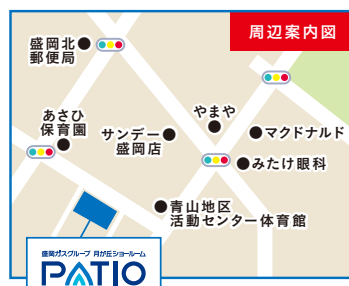 周辺案内図
盛岡北
郵便局
あさひ
保育園
サンデー
盛岡店
やまや
マクドナルド
みたけ眼科
青山地区
活動センター体育館
盛岡ガスグループ 月が丘ショールーム
PATIO